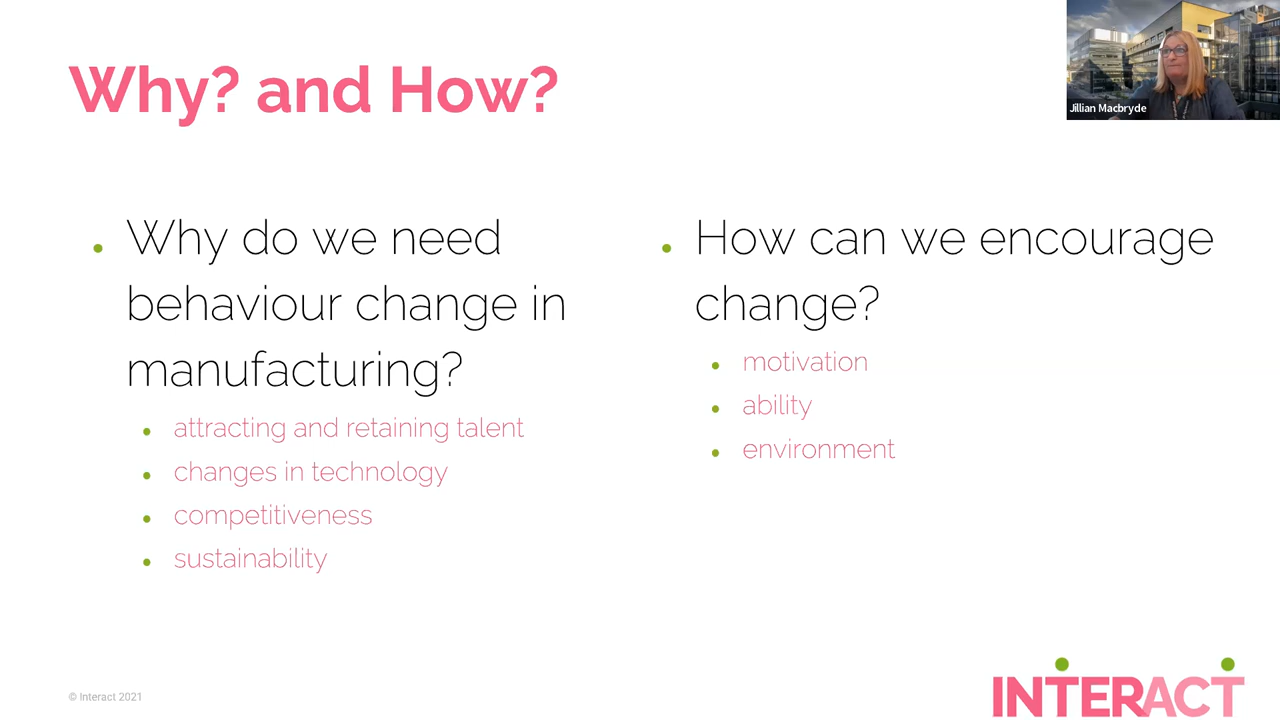 Why? and How?
Jillian Macbryde
• Why do we need
behaviour change in
manufacturing?
• attracting and retaining talent
• changes in technology
• competitiveness
• sustainability
• How can we encourage
change?
• motivation
• ability
• environment
© Interact 2021
INTERACT